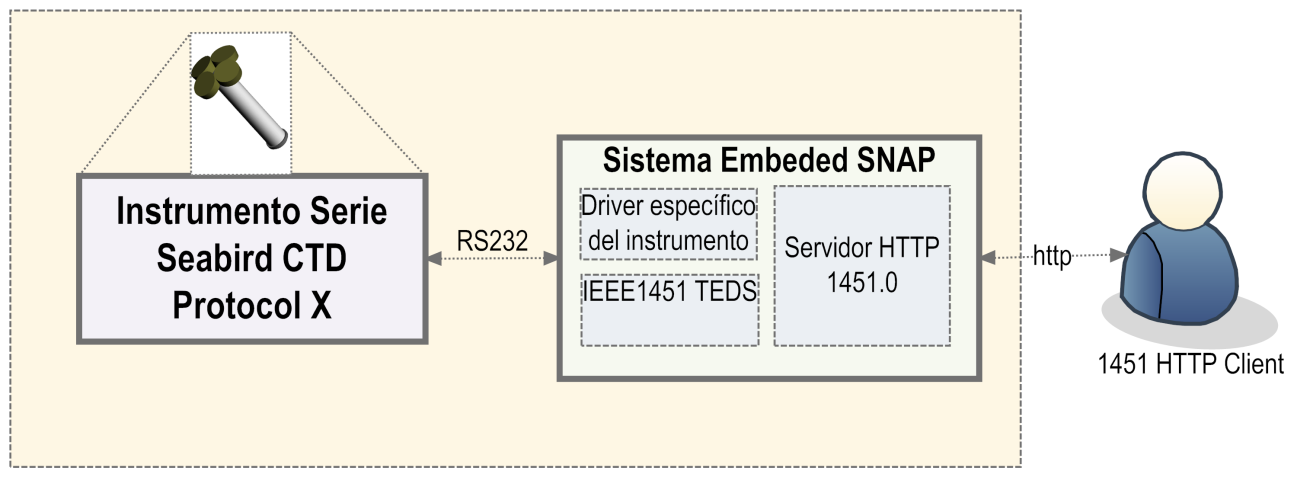 Instrumento Serie
Seabird CTD
Protocol X
RS232
Sistema Embeded SNAP
Driver específico
del instrumento
IEEE1451 TEDS
Servidor HTTP
1451.0
http
1451 HTTP Client